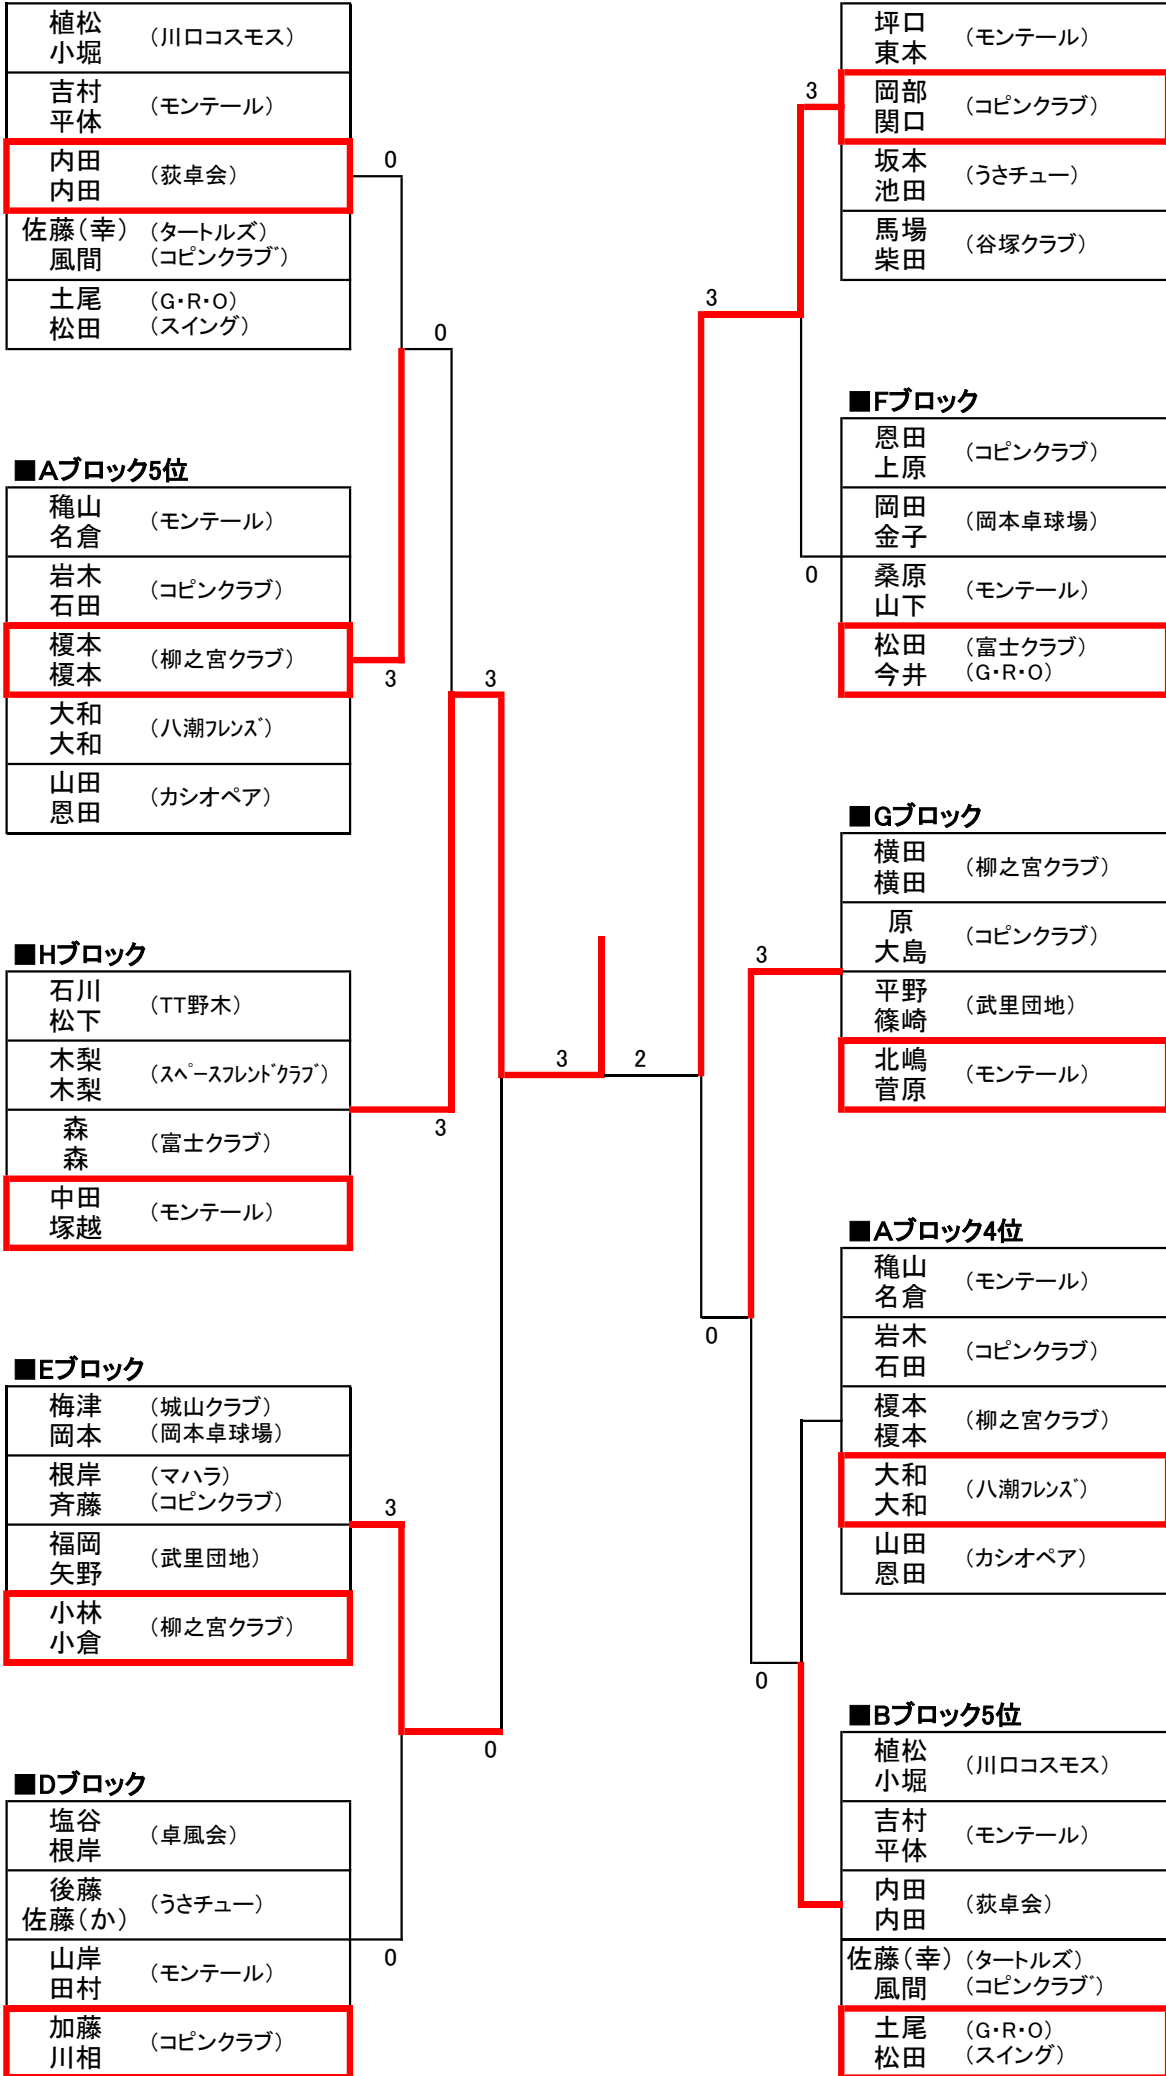 植松
小堀
(川口コスモス)
吉村
平体
(モンテール)
内田
内田
(荻卓会)
0
佐藤(幸)
風間
(タートルズ)
(コピンクラブ)
土尾
松田
(G・R・O)
(スイング)
0
■Aブロック5位
穐山
名倉
(モンテール)
岩木
石田
(コピンクラブ)
榎本
榎本
(柳之宮クラブ)
3
3
大和
大和
(八潮フレンズ)
山田
恩田
(カシオペア)
■Hブロック
石川
松下
(TT野木)
木梨
木梨
(スペースフレンドクラブ)
森
森
(富士クラブ)
3
中田
塚越
(モンテール)
3
2
■Eブロック
梅津
岡本
(城山クラブ)
(岡本卓球場)
根岸
斉藤
(マハラ)
(コピンクラブ)
3
福岡
矢野
(武里団地)
小林
小倉
(柳之宮クラブ)
0
■Dブロック
塩谷
根岸
(卓風会)
後藤
佐藤(か)
(うさチュー)
0
山岸
田村
(モンテール)
加藤
川相
(コピンクラブ)
坪口
東本
(モンテール)
3
岡部
関口
(コピンクラブ)
坂本
池田
(うさチュー)
馬場
柴田
(谷塚クラブ)
3
■Fブロック
恩田
上原
(コピンクラブ)
岡田
金子
(岡本卓球場)
0
桑原
山下
(モンテール)
松田
今井
(富士クラブ)
(G・R・O)
■Gブロック
横田
横田
(柳之宮クラブ)
原
大島
(コピンクラブ)
3
平野
篠崎
(武里団地)
北嶋
菅原
(モンテール)
■Aブロック4位
穐山
名倉
(モンテール)
0
岩木
石田
(コピンクラブ)
榎本
榎本
(柳之宮クラブ)
大和
大和
(八潮フレンズ)
山田
恩田
(カシオペア)
0
■Bブロック5位
植松
小堀
(川口コスモス)
吉村
平体
(モンテール)
内田
内田
(荻卓会)
佐藤(幸)
風間
(タートルズ)
(コピンクラブ)
土尾
松田
(G・R・O)
(スイング)